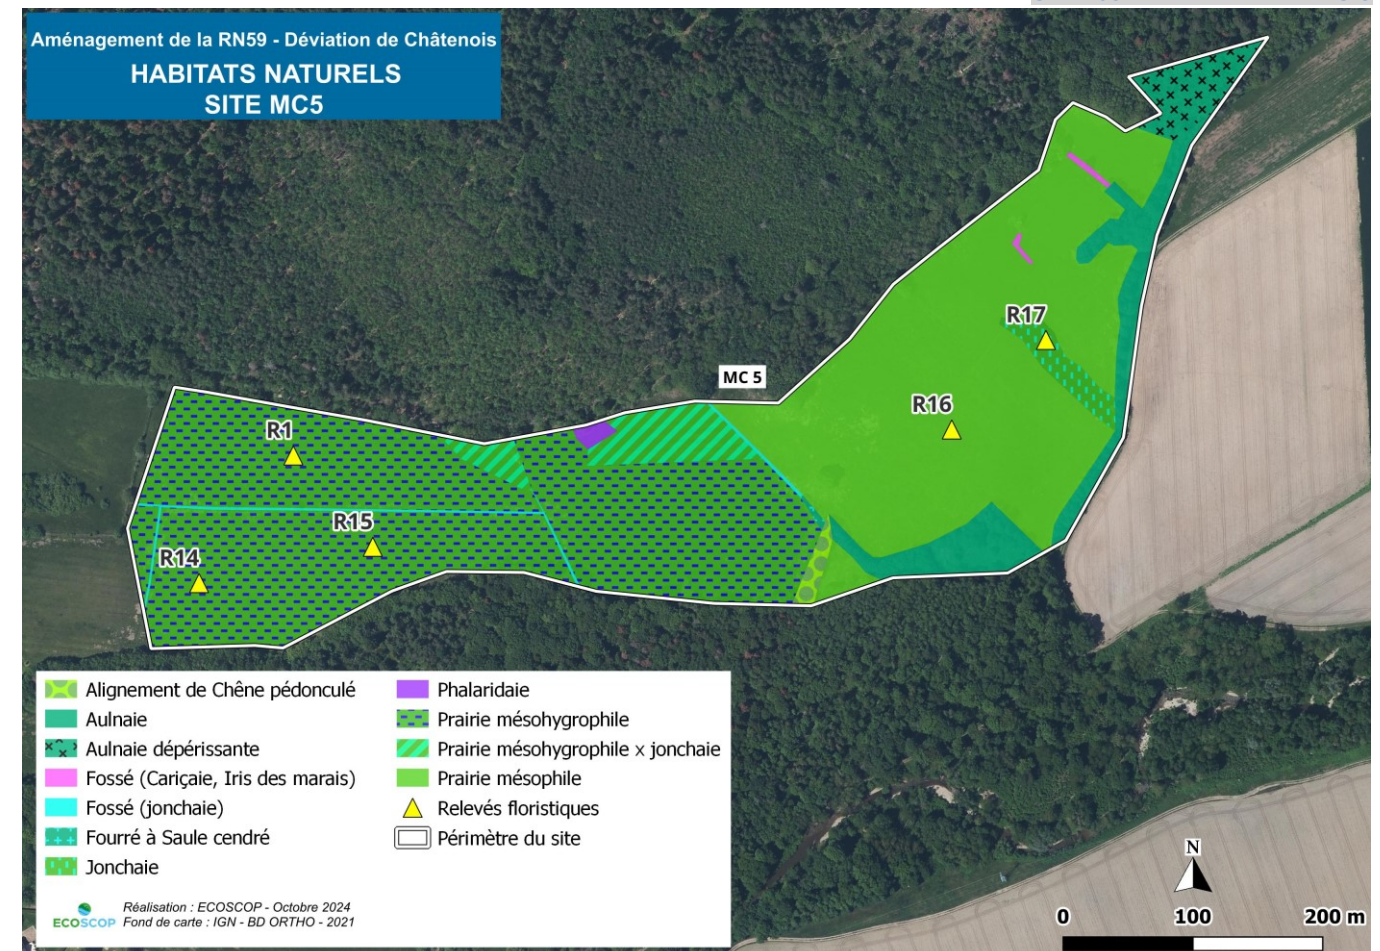 Aménagement de la RN59 - Déviation de Châtenois
HABITATS NATURELS
SITE MC5
MC 5
R17
R16
R1
R15
R14
Alignement de Chêne pédonculé
Aulnaie
Aulnaie dépérissante
Fossé (Cariçaie, Iris des marais)
Fossé (jonchaie)
Fourré à Saule cendré
Jonchaie
Phalaridaie
Prairie mésohygrophile
Prairie mésohygrophile x jonchaie
Prairie mésophile
Relevés floristiques
Périmètre du site
ECOSCOP
Réalisation : ECOSCOP - Octobre 2024
Fond de carte : IGN - BD ORTHO - 2021
N
0 100 200 m